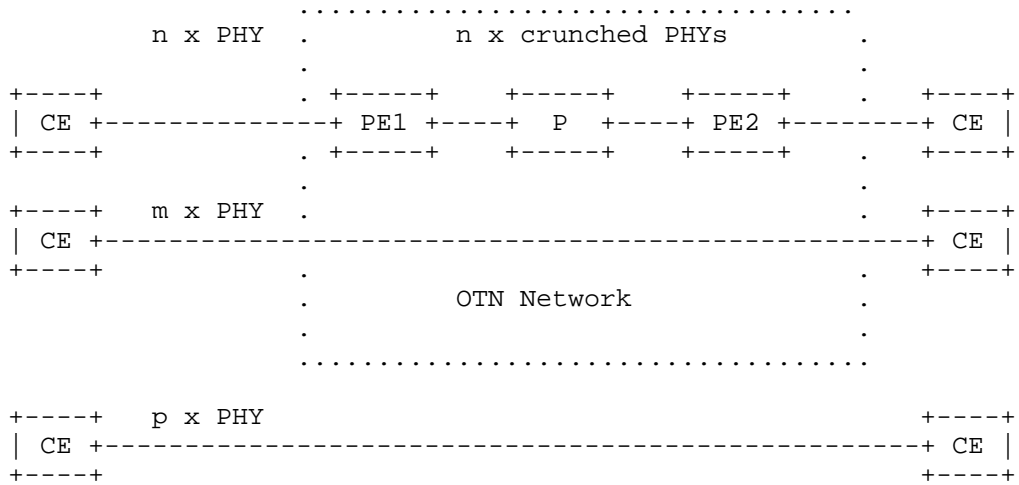 n x PHY n x crunched PHYs
CE PE1 P PE2 CE
m x PHY
CE CE
OTN Network
p x PHY
CE CE